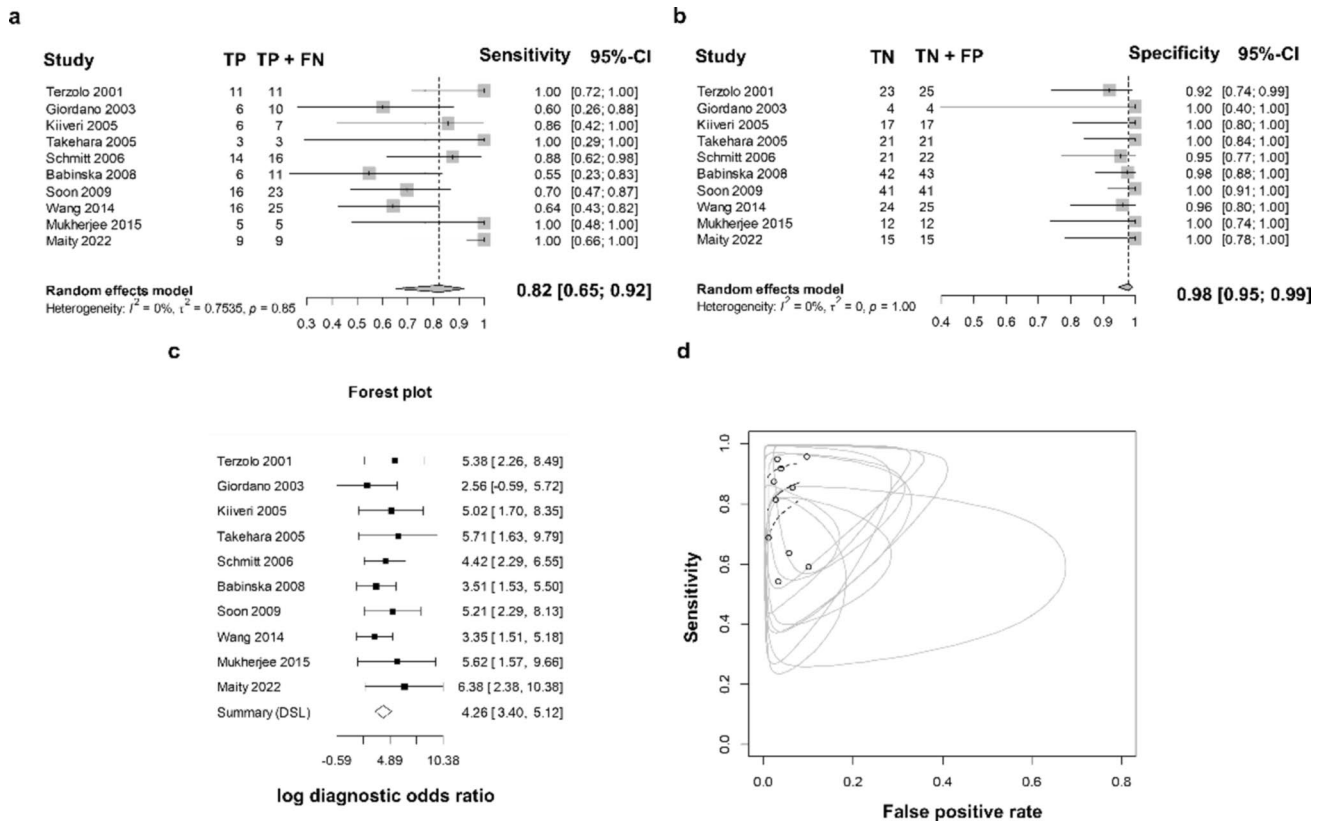 a
Study TP TP + FN Sensitivity 95%-CI
Terzolo 2001 11 11 1.00 [0.72; 1.00]
Giordano 2003 6 10 0.60 [0.26; 0.88]
Kiiveri 2005 6 7 0.86 [0.42; 1.00]
Takehara 2005 3 3 1.00 [0.29; 1.00]
Schmitt 2006 14 16 0.88 [0.62; 0.98]
Babinska 2008 6 11 0.55 [0.23; 0.83]
Soon 2009 16 23 0.70 [0.47; 0.87]
Wang 2014 16 25 0.64 [0.43; 0.82]
Mukherjee 2015 5 5 1.00 [0.48; 1.00]
Maity 2022 9 9 1.00 [0.66; 1.00]
Random effects model 0.82 [0.65; 0.92]
Heterogeneity: I² = 0%, τ² = 0.7535, p = 0.85
0.3 0.4 0.5 0.6 0.7 0.8 0.9 1
b
Study TN TN + FP Specificity 95%-CI
Terzolo 2001 23 25 0.92 [0.74; 0.99]
Giordano 2003 4 4 1.00 [0.40; 1.00]
Kiiveri 2005 17 17 1.00 [0.80; 1.00]
Takehara 2005 21 21 1.00 [0.84; 1.00]
Schmitt 2006 21 22 0.95 [0.77; 1.00]
Babinska 2008 42 43 0.98 [0.88; 1.00]
Soon 2009 41 41 1.00 [0.91; 1.00]
Wang 2014 24 25 0.96 [0.80; 1.00]
Mukherjee 2015 12 12 1.00 [0.74; 1.00]
Maity 2022 15 15 1.00 [0.78; 1.00]
Random effects model 0.98 [0.95; 0.99]
Heterogeneity: I² = 0%, τ² = 0, p = 1.00
0.4 0.5 0.6 0.7 0.8 0.9 1
c
Forest plot
Terzolo 2001 5.38 [ 2.26, 8.49]
Giordano 2003 2.56 [-0.59, 5.72]
Kiiveri 2005 5.02 [ 1.70, 8.35]
Takehara 2005 5.71 [ 1.63, 9.79]
Schmitt 2006 4.42 [ 2.29, 6.55]
Babinska 2008 3.51 [ 1.53, 5.50]
Soon 2009 5.21 [ 2.29, 8.13]
Wang 2014 3.35 [ 1.51, 5.18]
Mukherjee 2015 5.62 [ 1.57, 9.66]
Maity 2022 6.38 [ 2.38, 10.38]
Summary (DSL) 4.26 [ 3.40, 5.12]
-0.59 4.89 10.38
log diagnostic odds ratio
d
Sensitivity
1.0
0.8
0.6
0.4
0.2
0.0
0.0 0.2 0.4 0.6 0.8
False positive rate